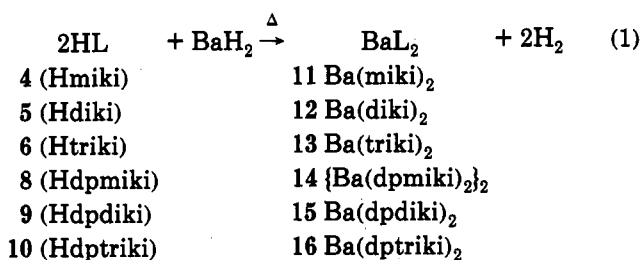 2HL + BaH₂ —Δ→ BaL₂ + 2H₂ (1)
4 (Hmiki) 11 Ba(miki)₂
5 (Hdiki) 12 Ba(diki)₂
6 (Htriki) 13 Ba(triki)₂
8 (Hdpmiki) 14 {Ba(dpmiki)₂}₂
9 (Hdpdiki) 15 Ba(dpdiki)₂
10 (Hdptriki) 16 Ba(dptriki)₂